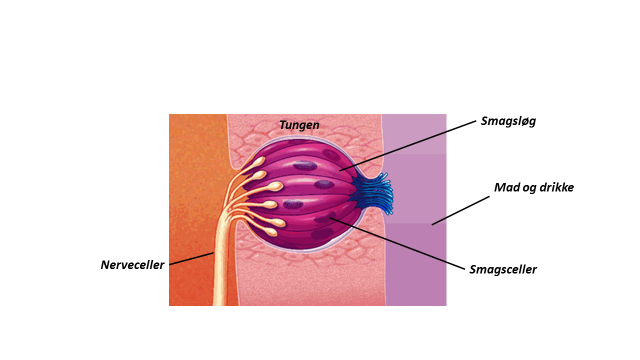 Tungen
Smagsløg
Mad og drikke
Nerveceller
Smagsceller